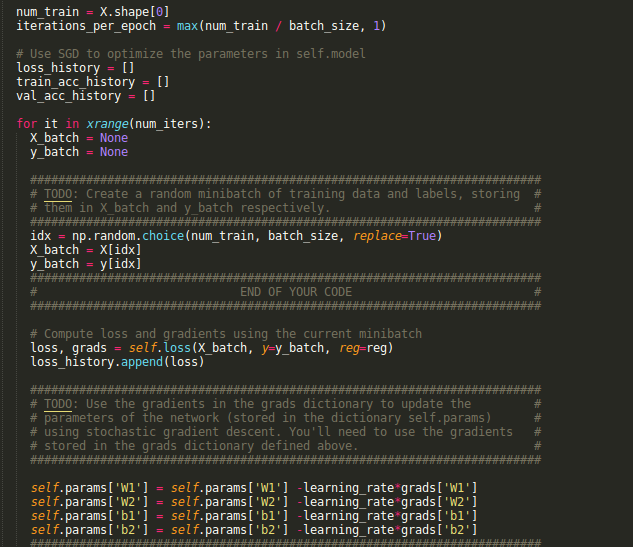 num_train = X.shape[0]
iterations_per_epoch = max(num_train / batch_size, 1)
# Use SGD to optimize the parameters in self.model
loss_history = []
train_acc_history = []
val_acc_history = []
for it in xrange(num_iters):
X_batch = None
y_batch = None
#########################################################################
# TODO: Create a random minibatch of training data and labels, storing  #
# them in X_batch and y_batch respectively.                             #
#########################################################################
idx = np.random.choice(num_train, batch_size, replace=True)
X_batch = X[idx]
y_batch = y[idx]
#########################################################################
#                             END OF YOUR CODE                          #
#########################################################################
# Compute loss and gradients using the current minibatch
loss, grads = self.loss(X_batch, y=y_batch, reg=reg)
loss_history.append(loss)
#########################################################################
# TODO: Use the gradients in the grads dictionary to update the         #
# parameters of the network (stored in the dictionary self.params)      #
# using stochastic gradient descent. You'll need to use the gradients   #
# stored in the grads dictionary defined above.                         #
#########################################################################
self.params['W1'] = self.params['W1'] -learning_rate*grads['W1']
self.params['W2'] = self.params['W2'] -learning_rate*grads['W2']
self.params['b1'] = self.params['b1'] -learning_rate*grads['b1']
self.params['b2'] = self.params['b2'] -learning_rate*grads['b2']
#########################################################################